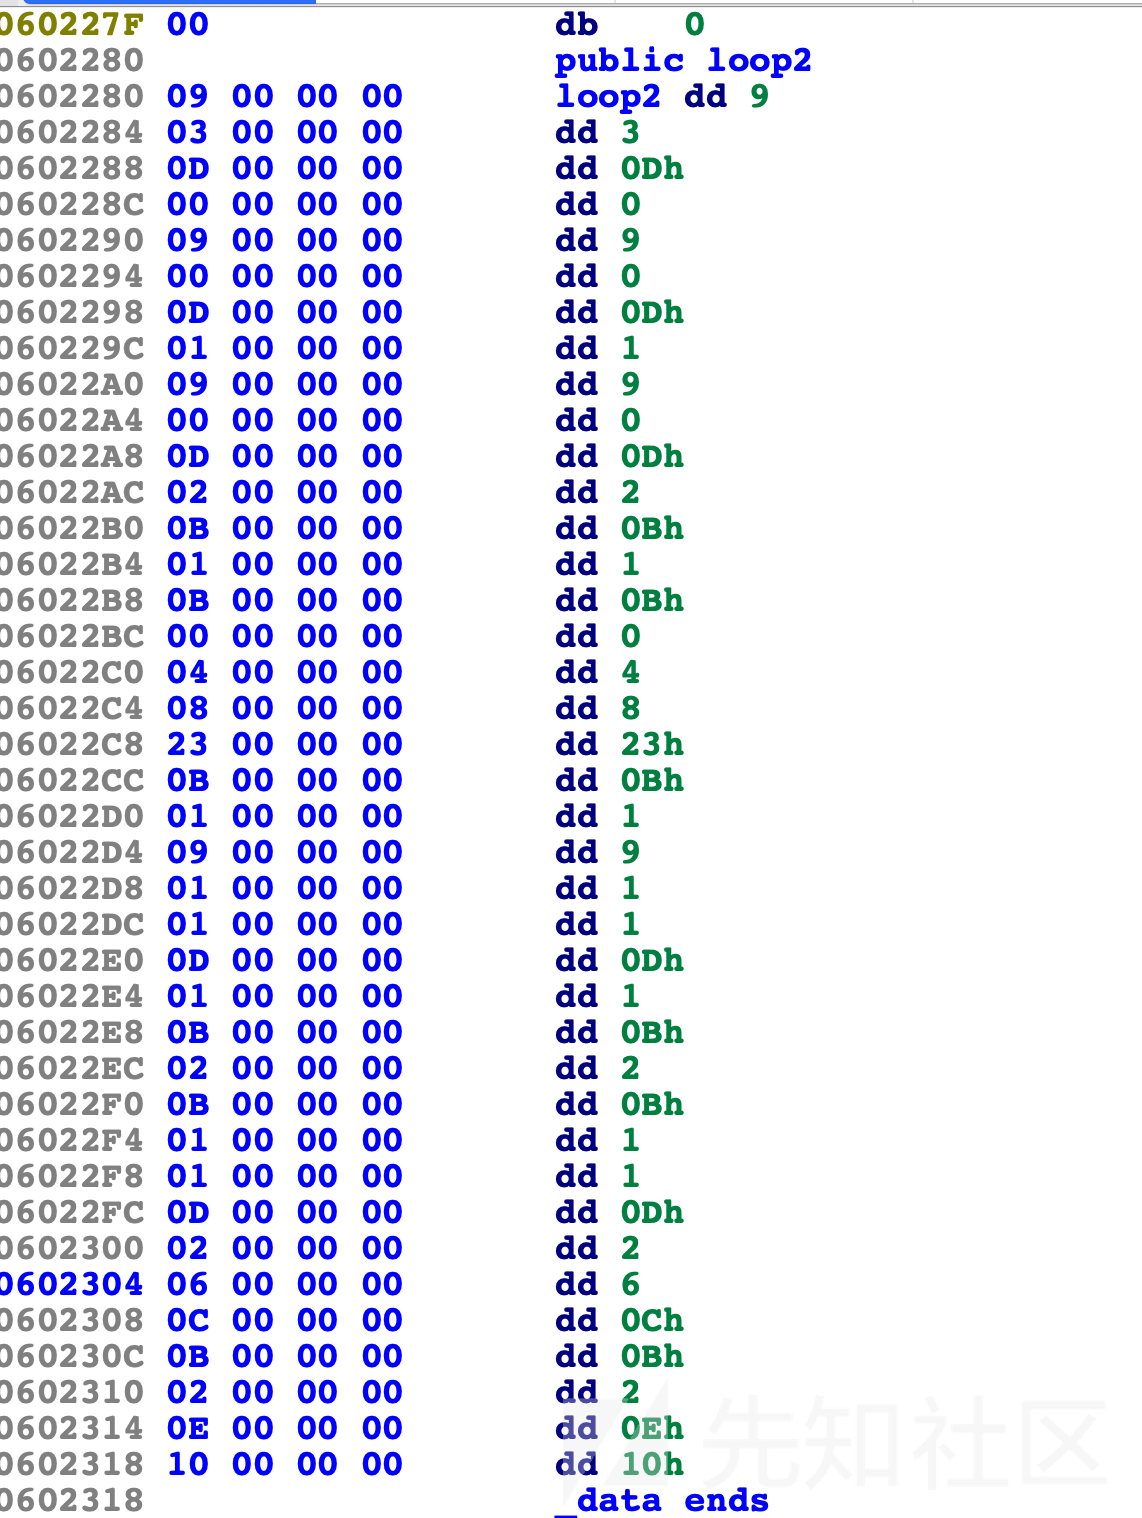 060227F 00 db 0
0602280 public loop2
0602280 09 00 00 00 loop2 dd 9
0602284 03 00 00 00 dd 3
0602288 0D 00 00 00 dd 0Dh
060228C 00 00 00 00 dd 0
0602290 09 00 00 00 dd 9
0602294 00 00 00 00 dd 0
0602298 0D 00 00 00 dd 0Dh
060229C 01 00 00 00 dd 1
06022A0 09 00 00 00 dd 9
06022A4 00 00 00 00 dd 0
06022A8 0D 00 00 00 dd 0Dh
06022AC 02 00 00 00 dd 2
06022B0 0B 00 00 00 dd 0Bh
06022B4 01 00 00 00 dd 1
06022B8 0B 00 00 00 dd 0Bh
06022BC 00 00 00 00 dd 0
06022C0 04 00 00 00 dd 4
06022C4 08 00 00 00 dd 8
06022C8 23 00 00 00 dd 23h
06022CC 0B 00 00 00 dd 0Bh
06022D0 01 00 00 00 dd 1
06022D4 09 00 00 00 dd 9
06022D8 01 00 00 00 dd 1
06022DC 01 00 00 00 dd 1
06022E0 0D 00 00 00 dd 0Dh
06022E4 01 00 00 00 dd 1
06022E8 0B 00 00 00 dd 0Bh
06022EC 02 00 00 00 dd 2
06022F0 0B 00 00 00 dd 0Bh
06022F4 01 00 00 00 dd 1
06022F8 01 00 00 00 dd 1
06022FC 0D 00 00 00 dd 0Dh
0602300 02 00 00 00 dd 2
0602304 06 00 00 00 dd 6
0602308 0C 00 00 00 dd 0Ch
060230C 0B 00 00 00 dd 0Bh
0602310 02 00 00 00 dd 2
0602314 0E 00 00 00 dd 0Eh
0602318 10 00 00 00 dd 10h
0602318 _data ends
先知社区